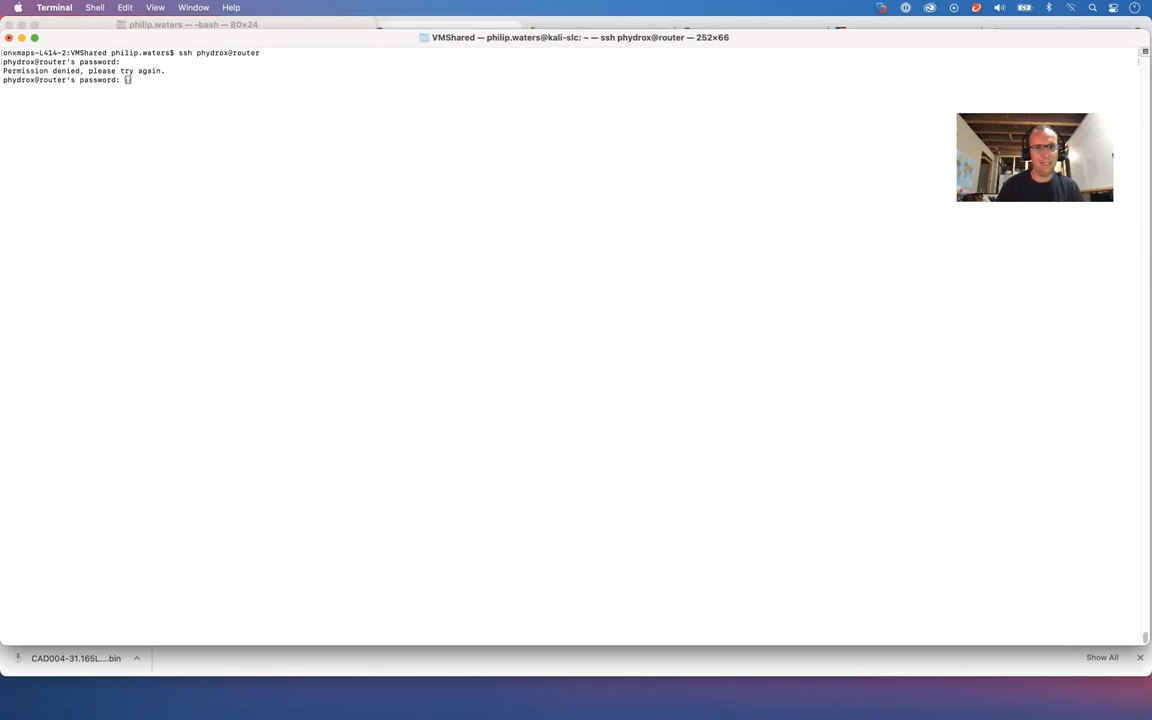 Terminal Shell Edit View Window Help
philip.waters — -bash — 80×24
VMShared — philip.waters@kali-slc: ~ — ssh phydrox@router — 252×66
onxmaps-L414-2:VMShared philip.waters$ ssh phydrox@router
phydrox@router's password:
Permission denied, please try again.
phydrox@router's password:
CAD004-31.165L....bin
Show All